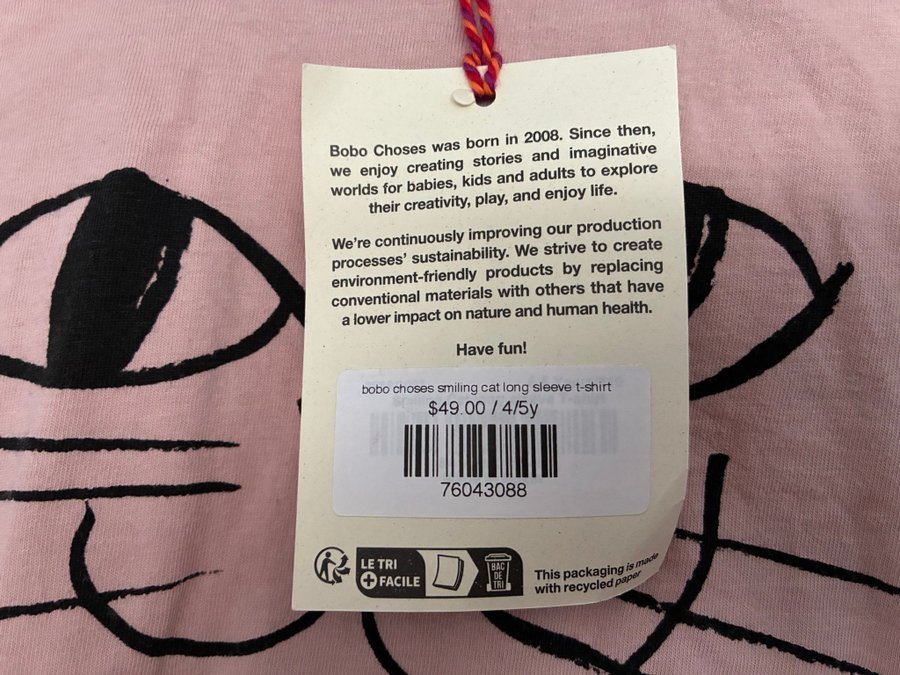 Bobo Choses was born in 2008. Since then,
we enjoy creating stories and imaginative
worlds for babies, kids and adults to explore
their creativity, play, and enjoy life.
We're continuously improving our production
processes' sustainability. We strive to create
environment-friendly products by replacing
conventional materials with others that have
a lower impact on nature and human health.
Have fun!
bobo choses smiling cat long sleeve t-shirt
$49.00 / 4/5y
76043088
LE TRI
+ FACILE
BAC
DE
TRI
This packaging is made
with recycled paper